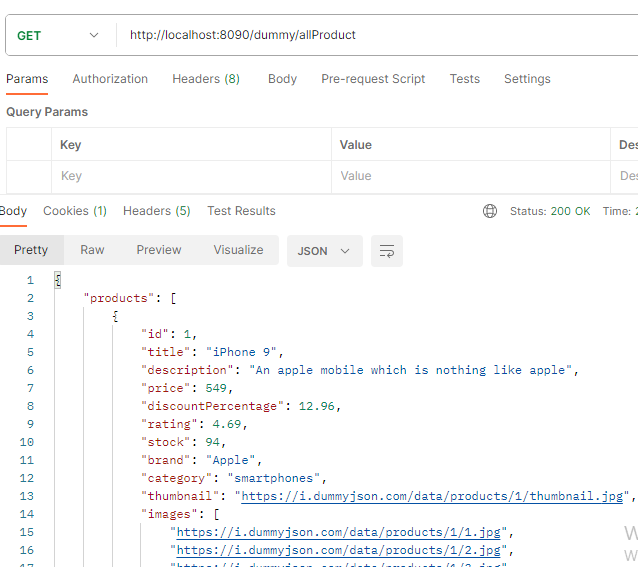 GET http://localhost:8090/dummy/allProduct
Params Authorization Headers (8) Body Pre-request Script Tests Settings
Query Params
Key Value Des
Key Value Des
Body Cookies (1) Headers (5) Test Results Status: 200 OK Time: 2
Pretty Raw Preview Visualize JSON
1 {
2 "products": [
3 {
4 "id": 1,
5 "title": "iPhone 9",
6 "description": "An apple mobile which is nothing like apple",
7 "price": 549,
8 "discountPercentage": 12.96,
9 "rating": 4.69,
10 "stock": 94,
11 "brand": "Apple",
12 "category": "smartphones",
13 "thumbnail": "https://i.dummyjson.com/data/products/1/thumbnail.jpg",
14 "images": [
15 "https://i.dummyjson.com/data/products/1/1.jpg",
16 "https://i.dummyjson.com/data/products/1/2.jpg",